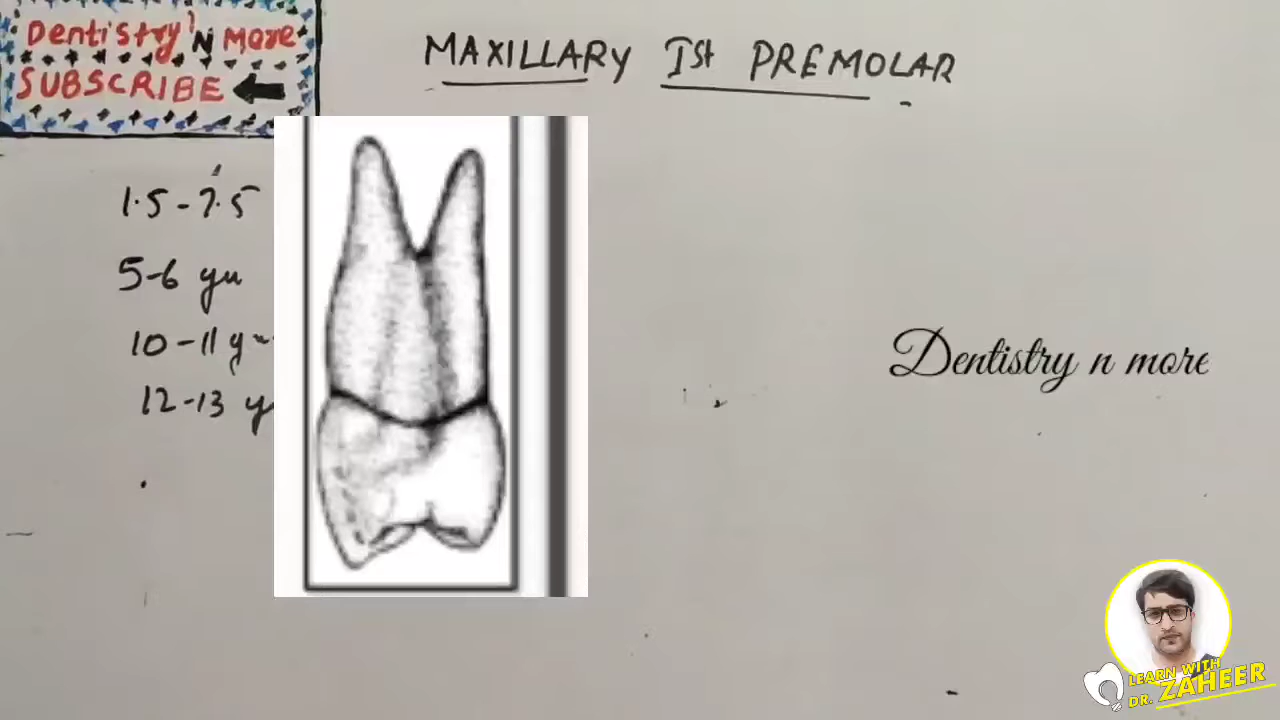 Dentistry'N More
SUBSCRIBE
MAXILLARY Ist PREMOLAR
1.5-7.5
5-6 yu
10-11 y
12-13 y
Dentistry n more
LEARN WITH
DR. ZAHEER